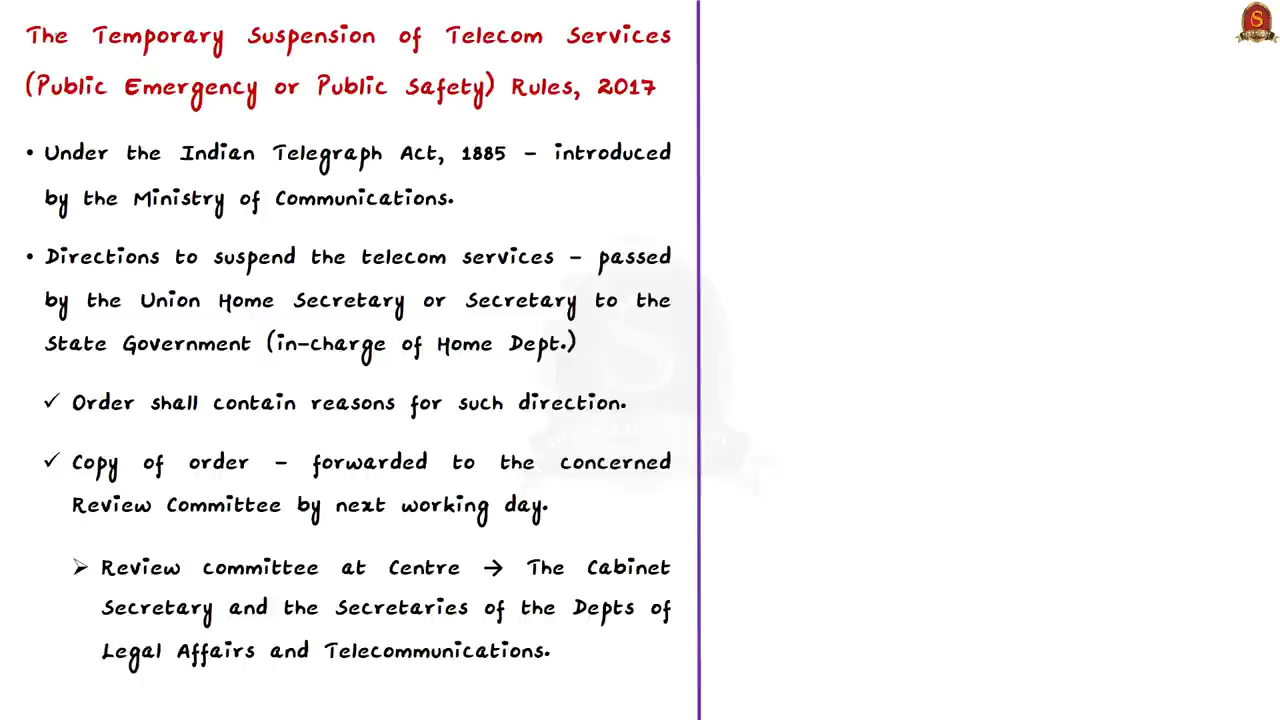 The Temporary Suspension of Telecom Services
(Public Emergency or Public Safety) Rules, 2017
• Under the Indian Telegraph Act, 1885 – introduced
by the Ministry of Communications.
• Directions to suspend the telecom services – passed
by the Union Home Secretary or Secretary to the
State Government (in-charge of Home Dept.)
✓ Order shall contain reasons for such direction.
✓ Copy of order – forwarded to the concerned
Review Committee by next working day.
➢ Review committee at Centre → The Cabinet
Secretary and the Secretaries of the Depts of
Legal Affairs and Telecommunications.
S